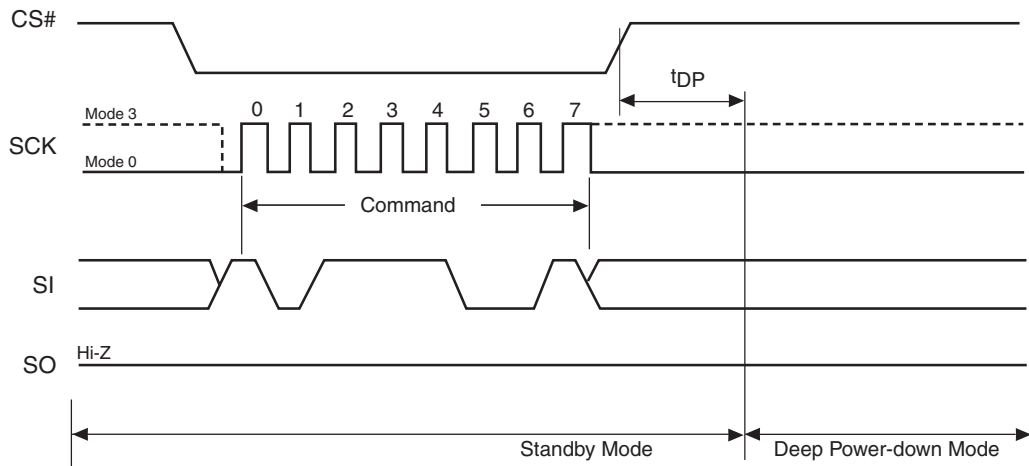 CS#
tDP
Mode 3
0 1 2 3 4 5 6 7
SCK
Mode 0
Command
SI
Hi-Z
SO
Standby Mode
Deep Power-down Mode